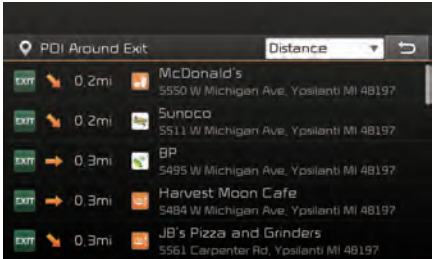 POI Around Exit Distance
EXIT 0.2mi McDonald's
5550 W Michigan Ave, Ypsilanti MI 48197
EXIT 0.2mi Sunoco
5511 W Michigan Ave, Ypsilanti MI 48197
EXIT 0.3mi BP
5495 W Michigan Ave, Ypsilanti MI 48197
EXIT 0.3mi Harvest Moon Cafe
5484 W Michigan Ave, Ypsilanti MI 48197
EXIT 0.3mi JB's Pizza and Grinders
5561 Carpenter Rd, Ypsilanti MI 48197